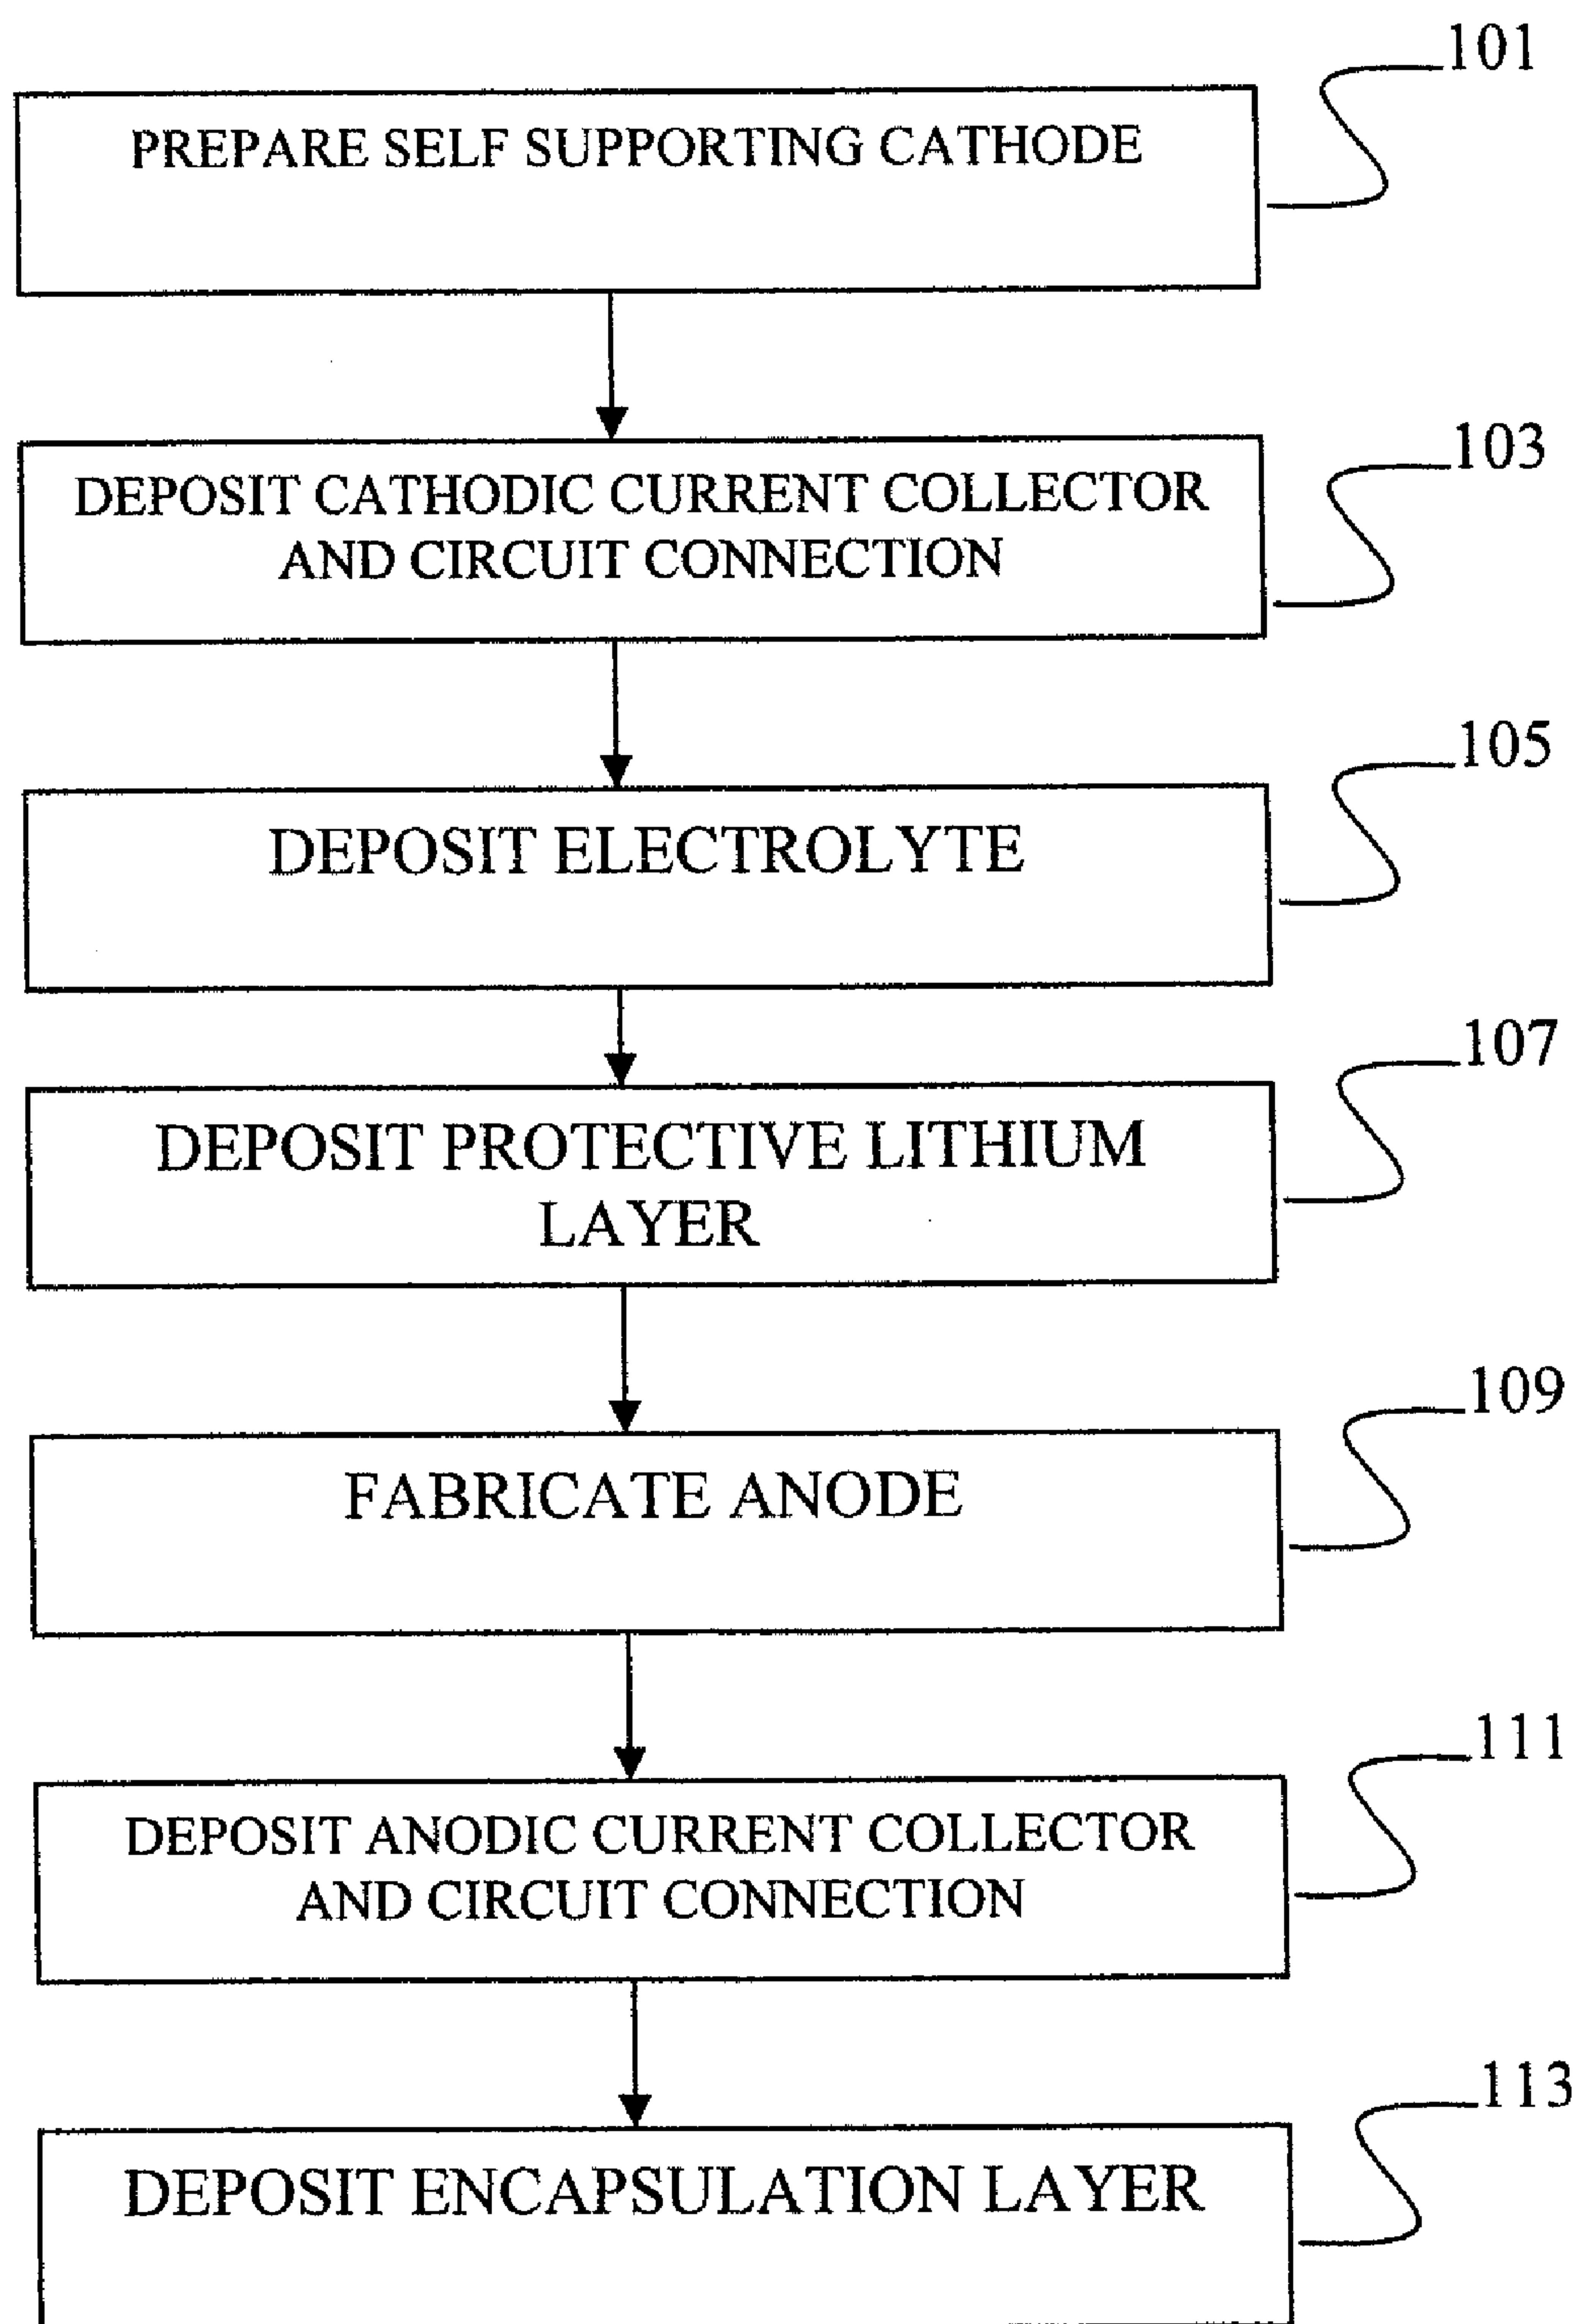 101
PREPARE SELF SUPPORTING CATHODE
103
DEPOSIT CATHODIC CURRENT COLLECTOR
AND CIRCUIT CONNECTION
105
DEPOSIT ELECTROLYTE
107
DEPOSIT PROTECTIVE LITHIUM
LAYER
109
FABRICATE ANODE
111
DEPOSIT ANODIC CURRENT COLLECTOR
AND CIRCUIT CONNECTION
113
DEPOSIT ENCAPSULATION LAYER